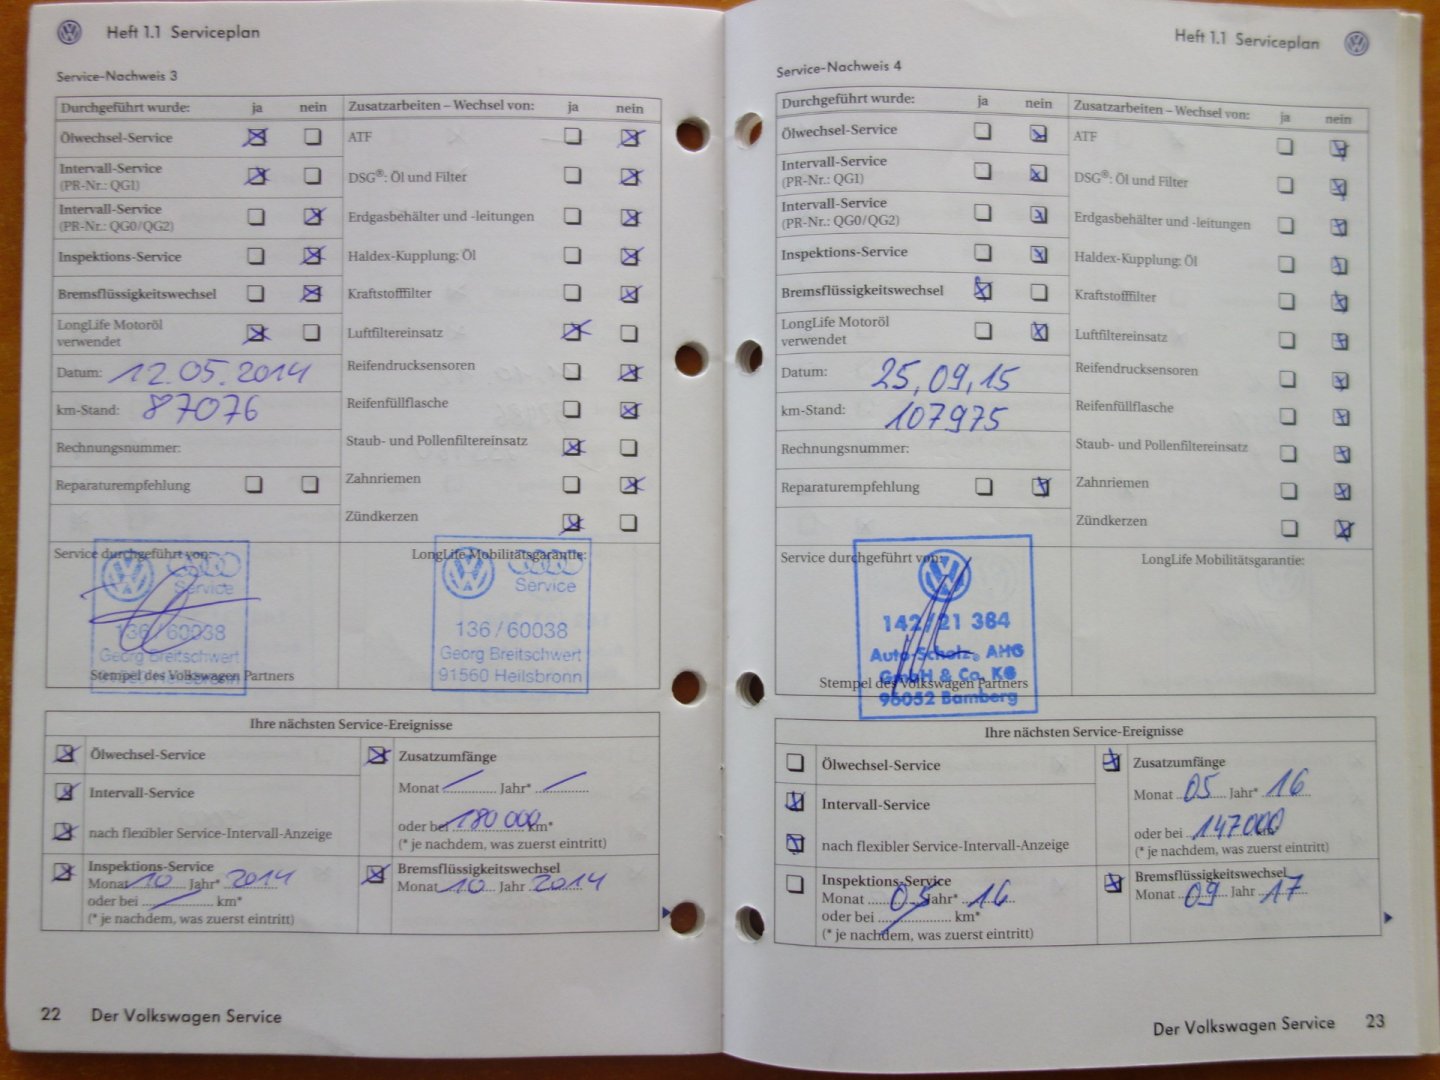 Heft 1.1 Serviceplan
Service-Nachweis 3
Durchgeführt wurde: ja nein Zusatzarbeiten – Wechsel von: ja nein
Ölwechsel-Service ATF
Intervall-Service
(PR-Nr.: QG1) DSG®: Öl und Filter
Intervall-Service
(PR-Nr.: QG0/QG2) Erdgasbehälter und -leitungen
Inspektions-Service Haldex-Kupplung: Öl
Bremsflüssigkeitswechsel Kraftstofffilter
LongLife Motoröl
verwendet Luftfiltereinsatz
Datum: 12.05.2014 Reifendrucksensoren
km-Stand: 87076 Reifenfüllflasche
Rechnungsnummer: Staub- und Pollenfiltereinsatz
Reparaturempfehlung Zahnriemen
Zündkerzen
Service durchgeführt von: LongLife Mobilitätsgarantie:
Service Service
136/60038 136/60038
Georg Breitschwert Georg Breitschwert
91560 Heilsbronn 91560 Heilsbronn
Stempel des Volkswagen Partners
Ihre nächsten Service-Ereignisse
Ölwechsel-Service Zusatzumfänge
Intervall-Service Monat Jahr*
nach flexibler Service-Intervall-Anzeige oder bei 180 000 km*
(* je nachdem, was zuerst eintritt)
Inspektions-Service Bremsflüssigkeitswechsel
Monat 10 Jahr* 2014 Monat 10 Jahr 2014
oder bei km*
(* je nachdem, was zuerst eintritt)
22 Der Volkswagen Service
Heft 1.1 Serviceplan
Service-Nachweis 4
Durchgeführt wurde: ja nein Zusatzarbeiten – Wechsel von: ja nein
Ölwechsel-Service ATF
Intervall-Service
(PR-Nr.: QG1) DSG®: Öl und Filter
Intervall-Service
(PR-Nr.: QG0/QG2) Erdgasbehälter und -leitungen
Inspektions-Service Haldex-Kupplung: Öl
Bremsflüssigkeitswechsel Kraftstofffilter
LongLife Motoröl
verwendet Luftfiltereinsatz
Datum: 25,09,15 Reifendrucksensoren
km-Stand: 107975 Reifenfüllflasche
Rechnungsnummer: Staub- und Pollenfiltereinsatz
Reparaturempfehlung Zahnriemen
Zündkerzen
Service durchgeführt von: LongLife Mobilitätsgarantie:
142/21 384
Auto-Scholz® AHG
GmbH & Co. KG
96052 Bamberg
Stempel des Volkswagen Partners
Ihre nächsten Service-Ereignisse
Ölwechsel-Service Zusatzumfänge
Intervall-Service Monat 05 Jahr* 16
nach flexibler Service-Intervall-Anzeige oder bei 147000 km*
(* je nachdem, was zuerst eintritt)
Inspektions-Service Bremsflüssigkeitswechsel
Monat 05 Jahr* 16 Monat 09 Jahr 17
oder bei km*
(* je nachdem, was zuerst eintritt)
Der Volkswagen Service 23